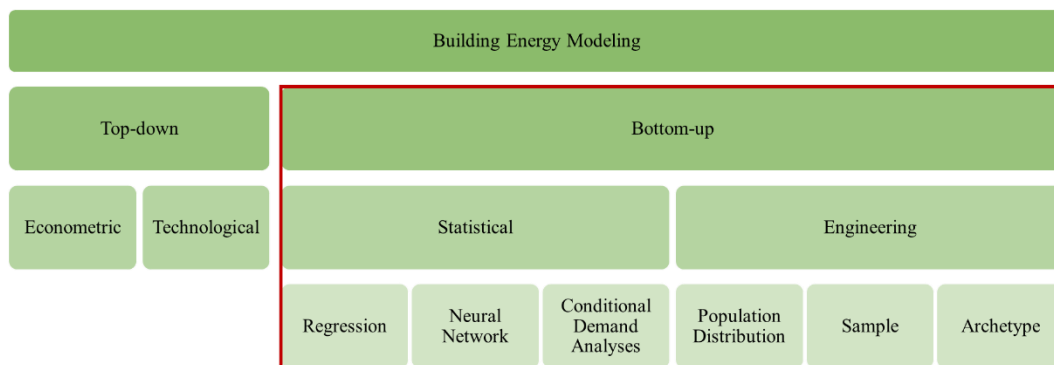 Building Energy Modeling
Top-down
Bottom-up
Econometric
Technological
Statistical
Engineering
Regression
Neural
Network
Conditional
Demand
Analyses
Population
Distribution
Sample
Archetype